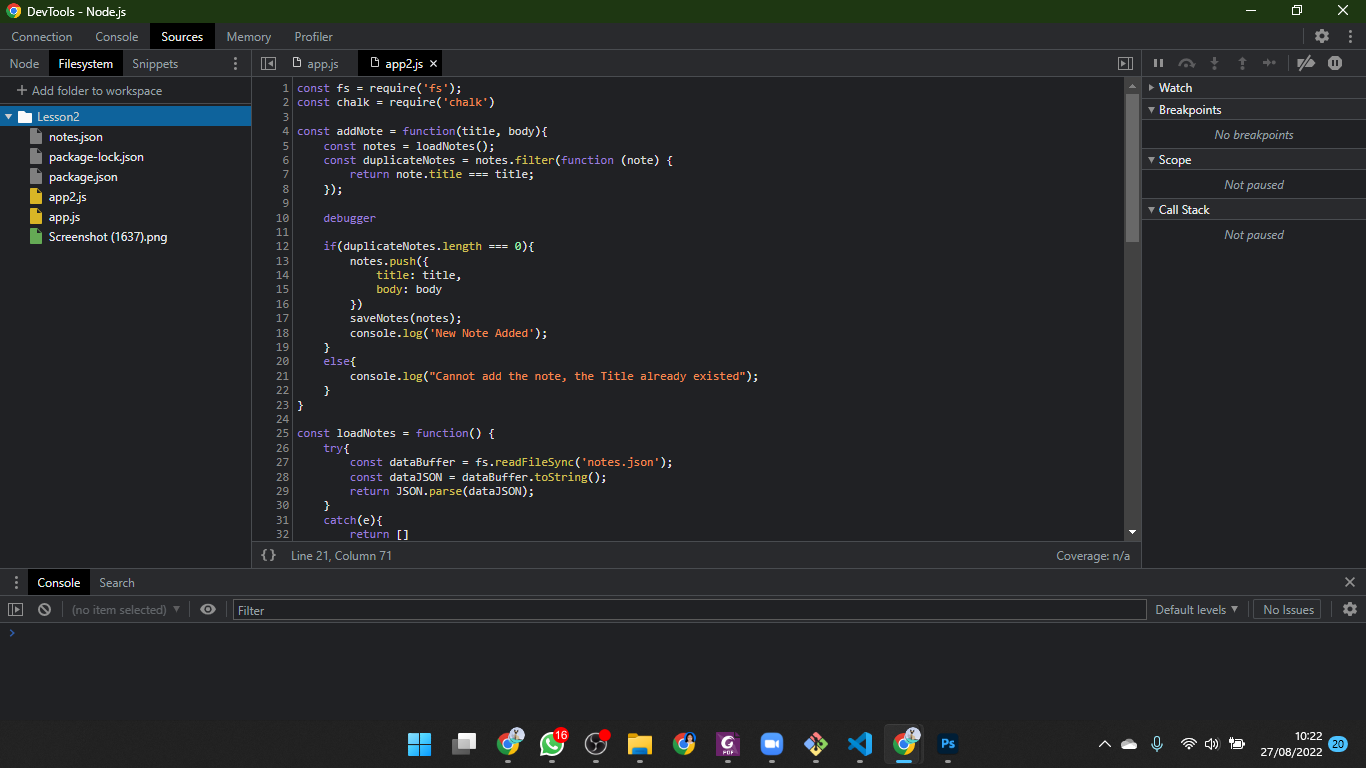 DevTools - Node.js
Connection Console Sources Memory Profiler
Node Filesystem Snippets
app.js app2.js ×
+ Add folder to workspace
Lesson2
notes.json
package-lock.json
package.json
app2.js
app.js
Screenshot (1637).png
1 const fs = require('fs');
2 const chalk = require('chalk')
3
4 const addNote = function(title, body){
5 const notes = loadNotes();
6 const duplicateNotes = notes.filter(function (note) {
7 return note.title === title;
8 });
9
10 debugger
11
12 if(duplicateNotes.length === 0){
13 notes.push({
14 title: title,
15 body: body
16 })
17 saveNotes(notes);
18 console.log('New Note Added');
19 }
20 else{
21 console.log("Cannot add the note, the Title already existed");
22 }
23 }
24
25 const loadNotes = function() {
26 try{
27 const dataBuffer = fs.readFileSync('notes.json');
28 const dataJSON = dataBuffer.toString();
29 return JSON.parse(dataJSON);
30 }
31 catch(e){
32 return []
{} Line 21, Column 71 Coverage: n/a
Watch
Breakpoints
No breakpoints
Scope
Not paused
Call Stack
Not paused
Console Search
(no item selected) Filter Default levels No Issues
16
G
PDF
Ps
10:22
27/08/2022
20